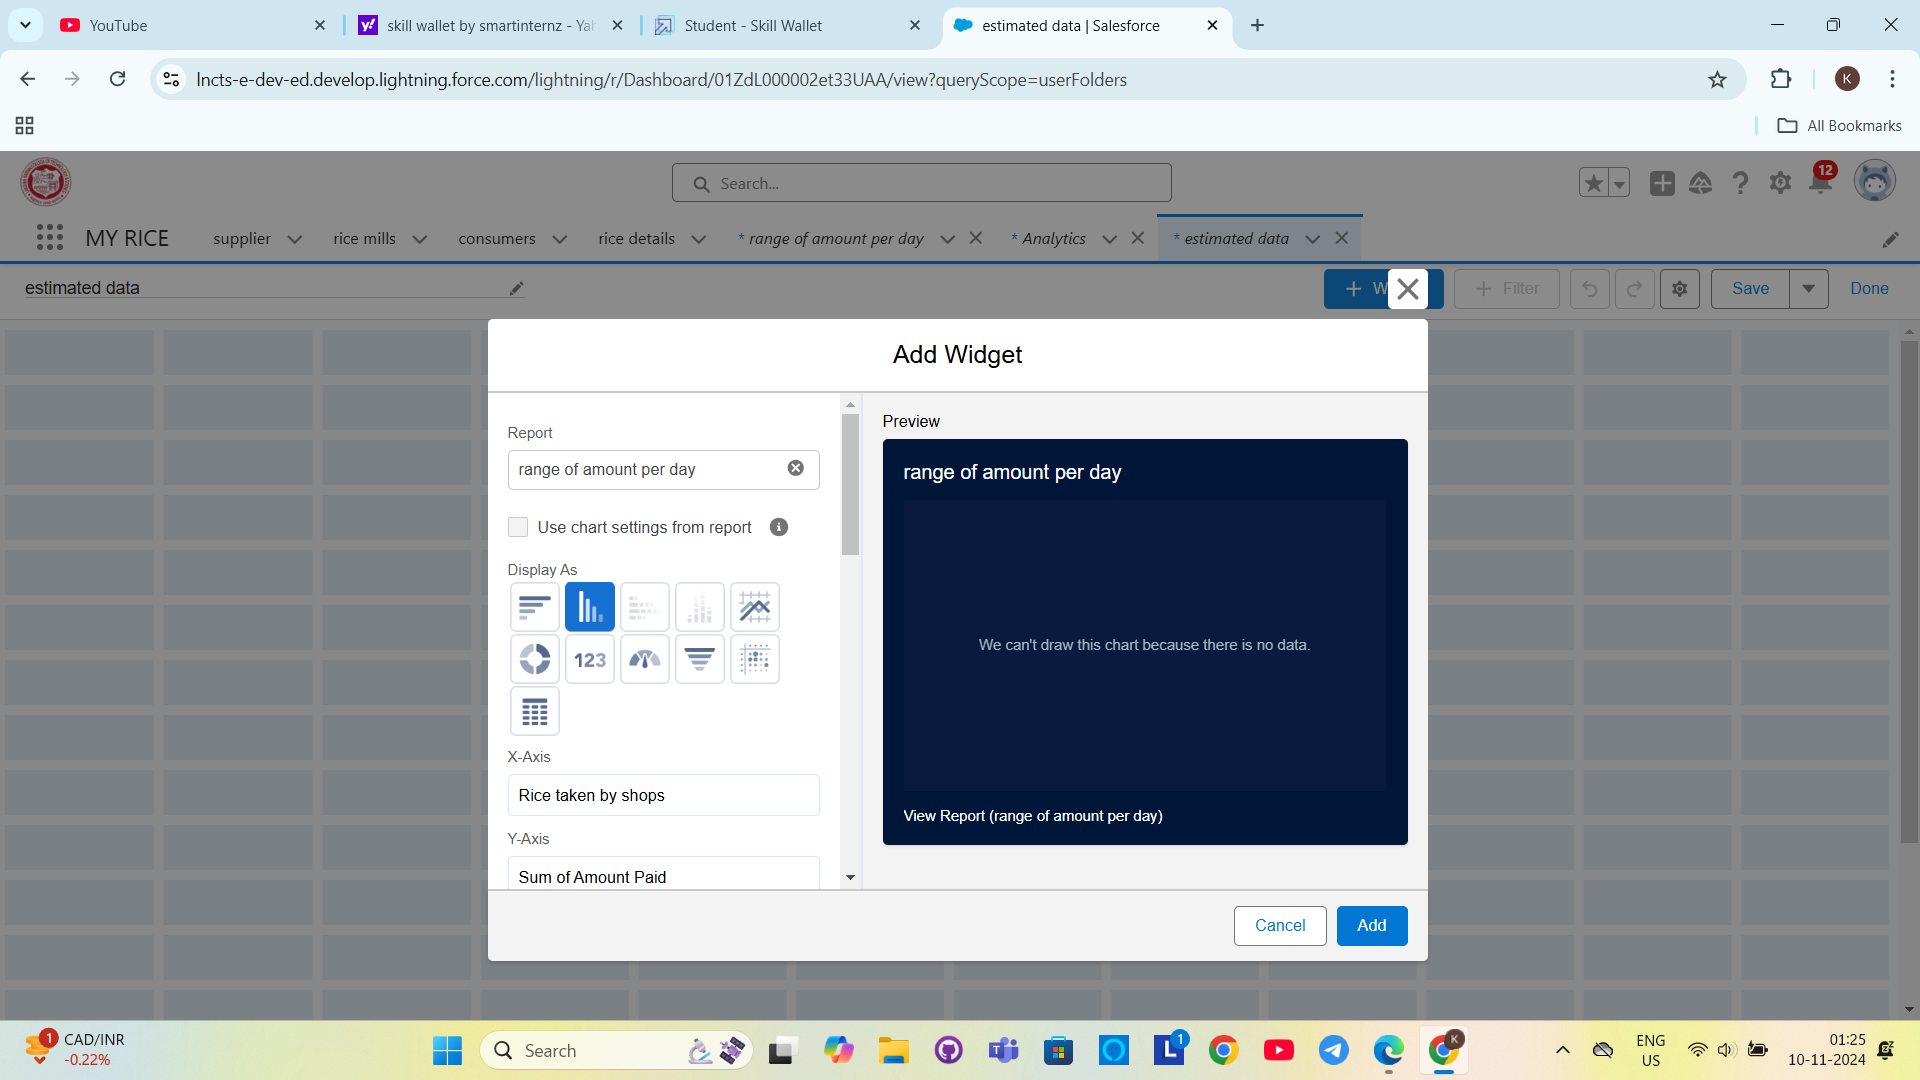 YouTube
skill wallet by smartinternz - Ya
Student - Skill Wallet
estimated data | Salesforce
lncts-e-dev-ed.develop.lightning.force.com/lightning/r/Dashboard/01ZdL000002et33UAA/view?queryScope=userFolders
K
All Bookmarks
Search...
12
MY RICE
supplier
rice mills
consumers
rice details
* range of amount per day
* Analytics
* estimated data
estimated data
+ W
+ Filter
Save
Done
Add Widget
Report
range of amount per day
Use chart settings from report
Display As
123
X-Axis
Rice taken by shops
Y-Axis
Sum of Amount Paid
Preview
range of amount per day
We can't draw this chart because there is no data.
View Report (range of amount per day)
Cancel
Add
1
CAD/INR
-0.22%
Search
L
1
K
ENG
US
01:25
10-11-2024